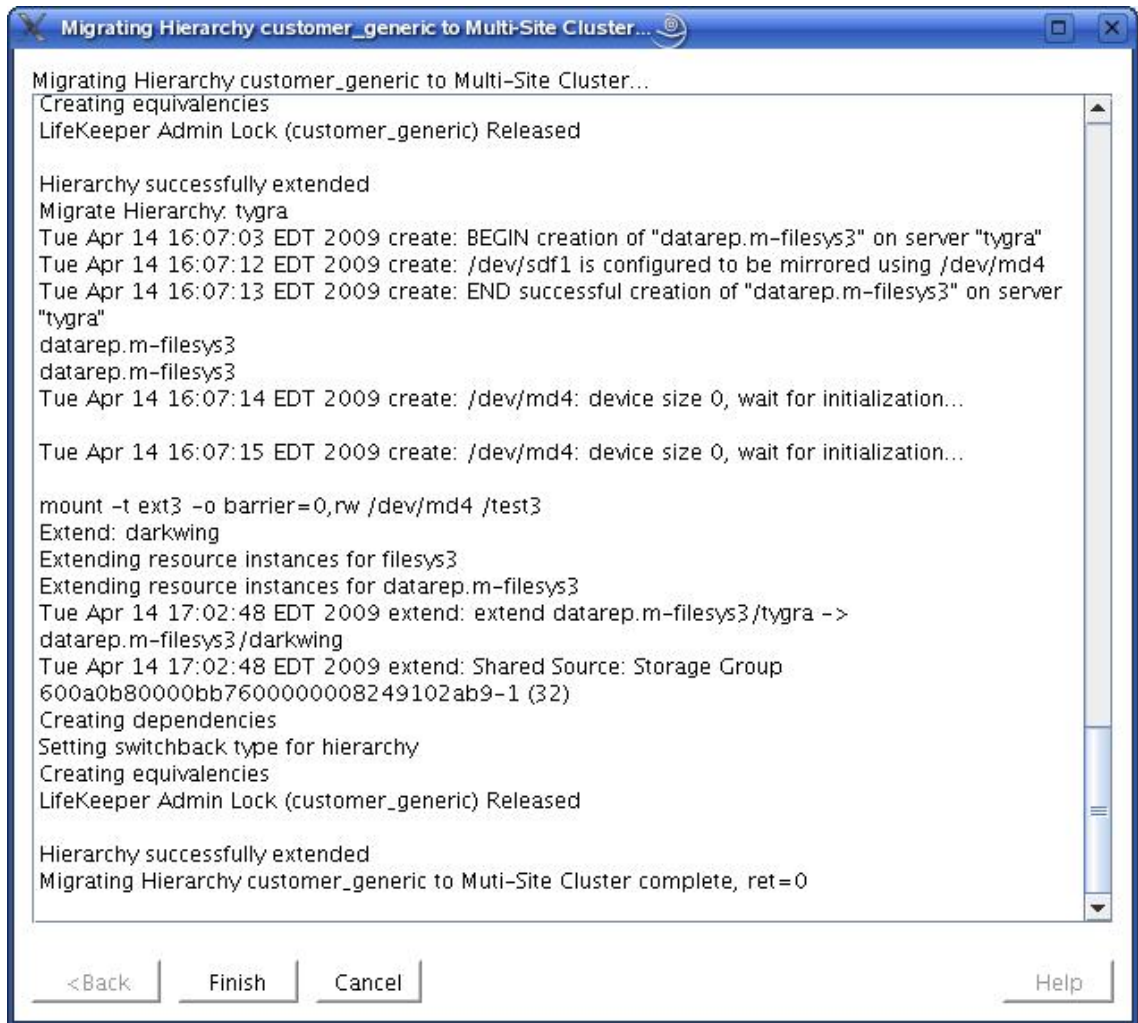 Migrating Hierarchy customer_generic to Multi-Site Cluster...
Migrating Hierarchy customer_generic to Multi-Site Cluster...
Creating equivalencies
LifeKeeper Admin Lock (customer_generic) Released
Hierarchy successfully extended
Migrate Hierarchy: tygra
Tue Apr 14 16:07:03 EDT 2009 create: BEGIN creation of "datarep.m-filesys3" on server "tygra"
Tue Apr 14 16:07:12 EDT 2009 create: /dev/sdf1 is configured to be mirrored using /dev/md4
Tue Apr 14 16:07:13 EDT 2009 create: END successful creation of "datarep.m-filesys3" on server
"tygra"
datarep.m-filesys3
datarep.m-filesys3
Tue Apr 14 16:07:14 EDT 2009 create: /dev/md4: device size 0, wait for initialization...
Tue Apr 14 16:07:15 EDT 2009 create: /dev/md4: device size 0, wait for initialization...
mount -t ext3 -o barrier=0,rw /dev/md4 /test3
Extend: darkwing
Extending resource instances for filesys3
Extending resource instances for datarep.m-filesys3
Tue Apr 14 17:02:48 EDT 2009 extend: extend datarep.m-filesys3/tygra ->
datarep.m-filesys3/darkwing
Tue Apr 14 17:02:48 EDT 2009 extend: Shared Source: Storage Group
600a0b80000bb7600000008249102ab9-1 (32)
Creating dependencies
Setting switchback type for hierarchy
Creating equivalencies
LifeKeeper Admin Lock (customer_generic) Released
Hierarchy successfully extended
Migrating Hierarchy customer_generic to Muti-Site Cluster complete, ret=0
<Back Finish Cancel Help